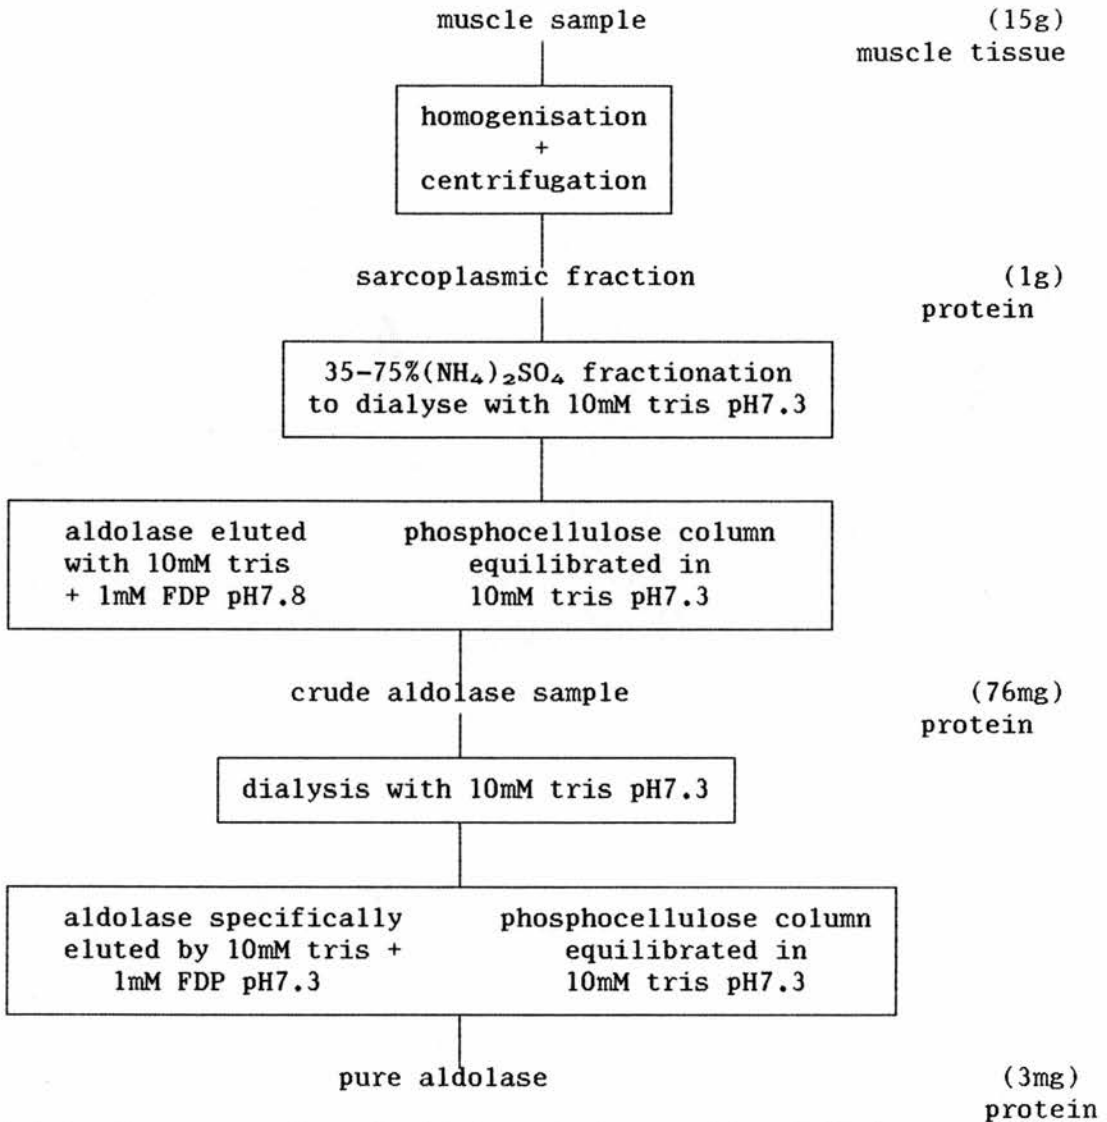 muscle sample (15g)
muscle tissue
homogenisation
+
centrifugation
sarcoplasmic fraction (1g)
protein
35-75%(NH₄)₂SO₄ fractionation
to dialyse with 10mM tris pH7.3
aldolase eluted
with 10mM tris
+ 1mM FDP pH7.8
phosphocellulose column
equilibrated in
10mM tris pH7.3
crude aldolase sample (76mg)
protein
dialysis with 10mM tris pH7.3
aldolase specifically
eluted by 10mM tris +
1mM FDP pH7.3
phosphocellulose column
equilibrated in
10mM tris pH7.3
pure aldolase (3mg)
protein